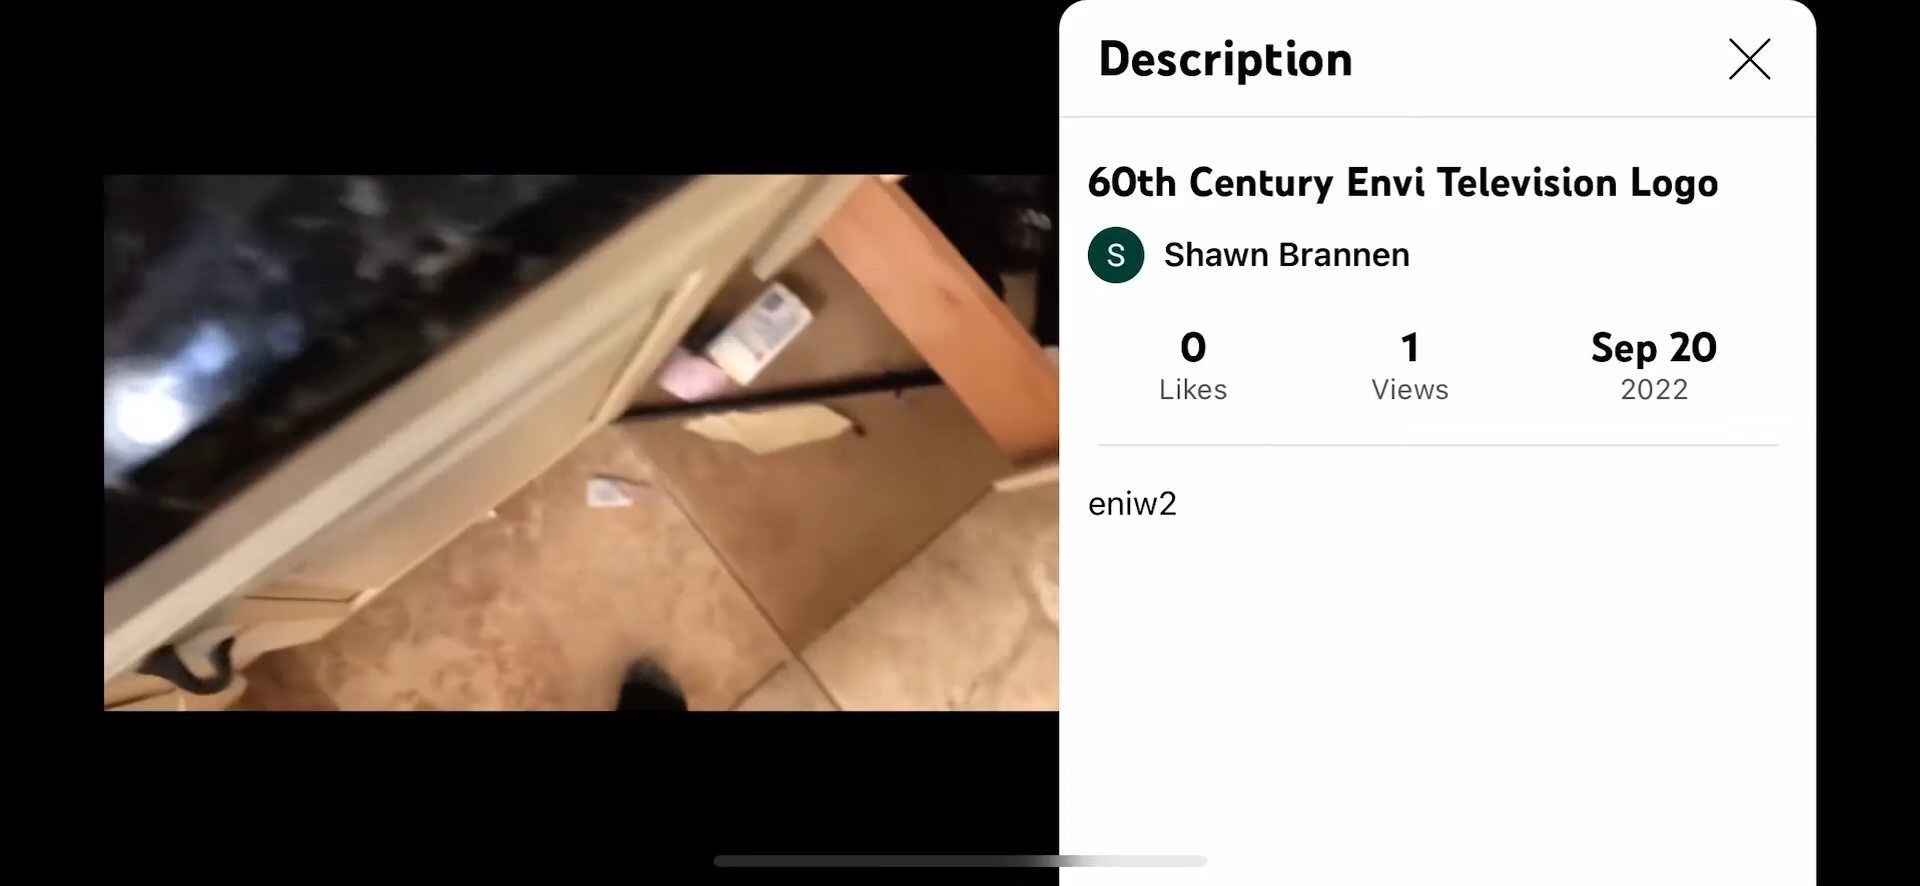 Description
60th Century Envi Television Logo
S Shawn Brannen
0 1 Sep 20
Likes Views 2022
eniw2